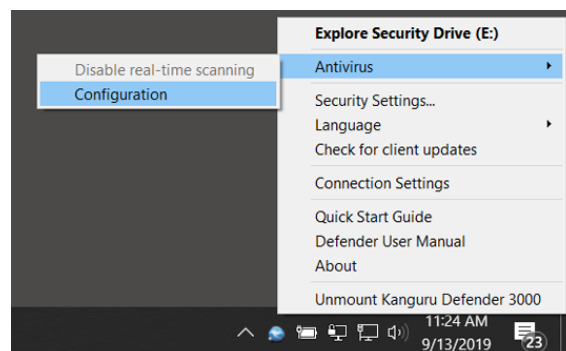 Explore Security Drive (E:)
Antivirus
Disable real-time scanning
Configuration
Security Settings...
Language
Check for client updates
Connection Settings
Quick Start Guide
Defender User Manual
About
Unmount Kanguru Defender 3000
11:24 AM
9/13/2019
23